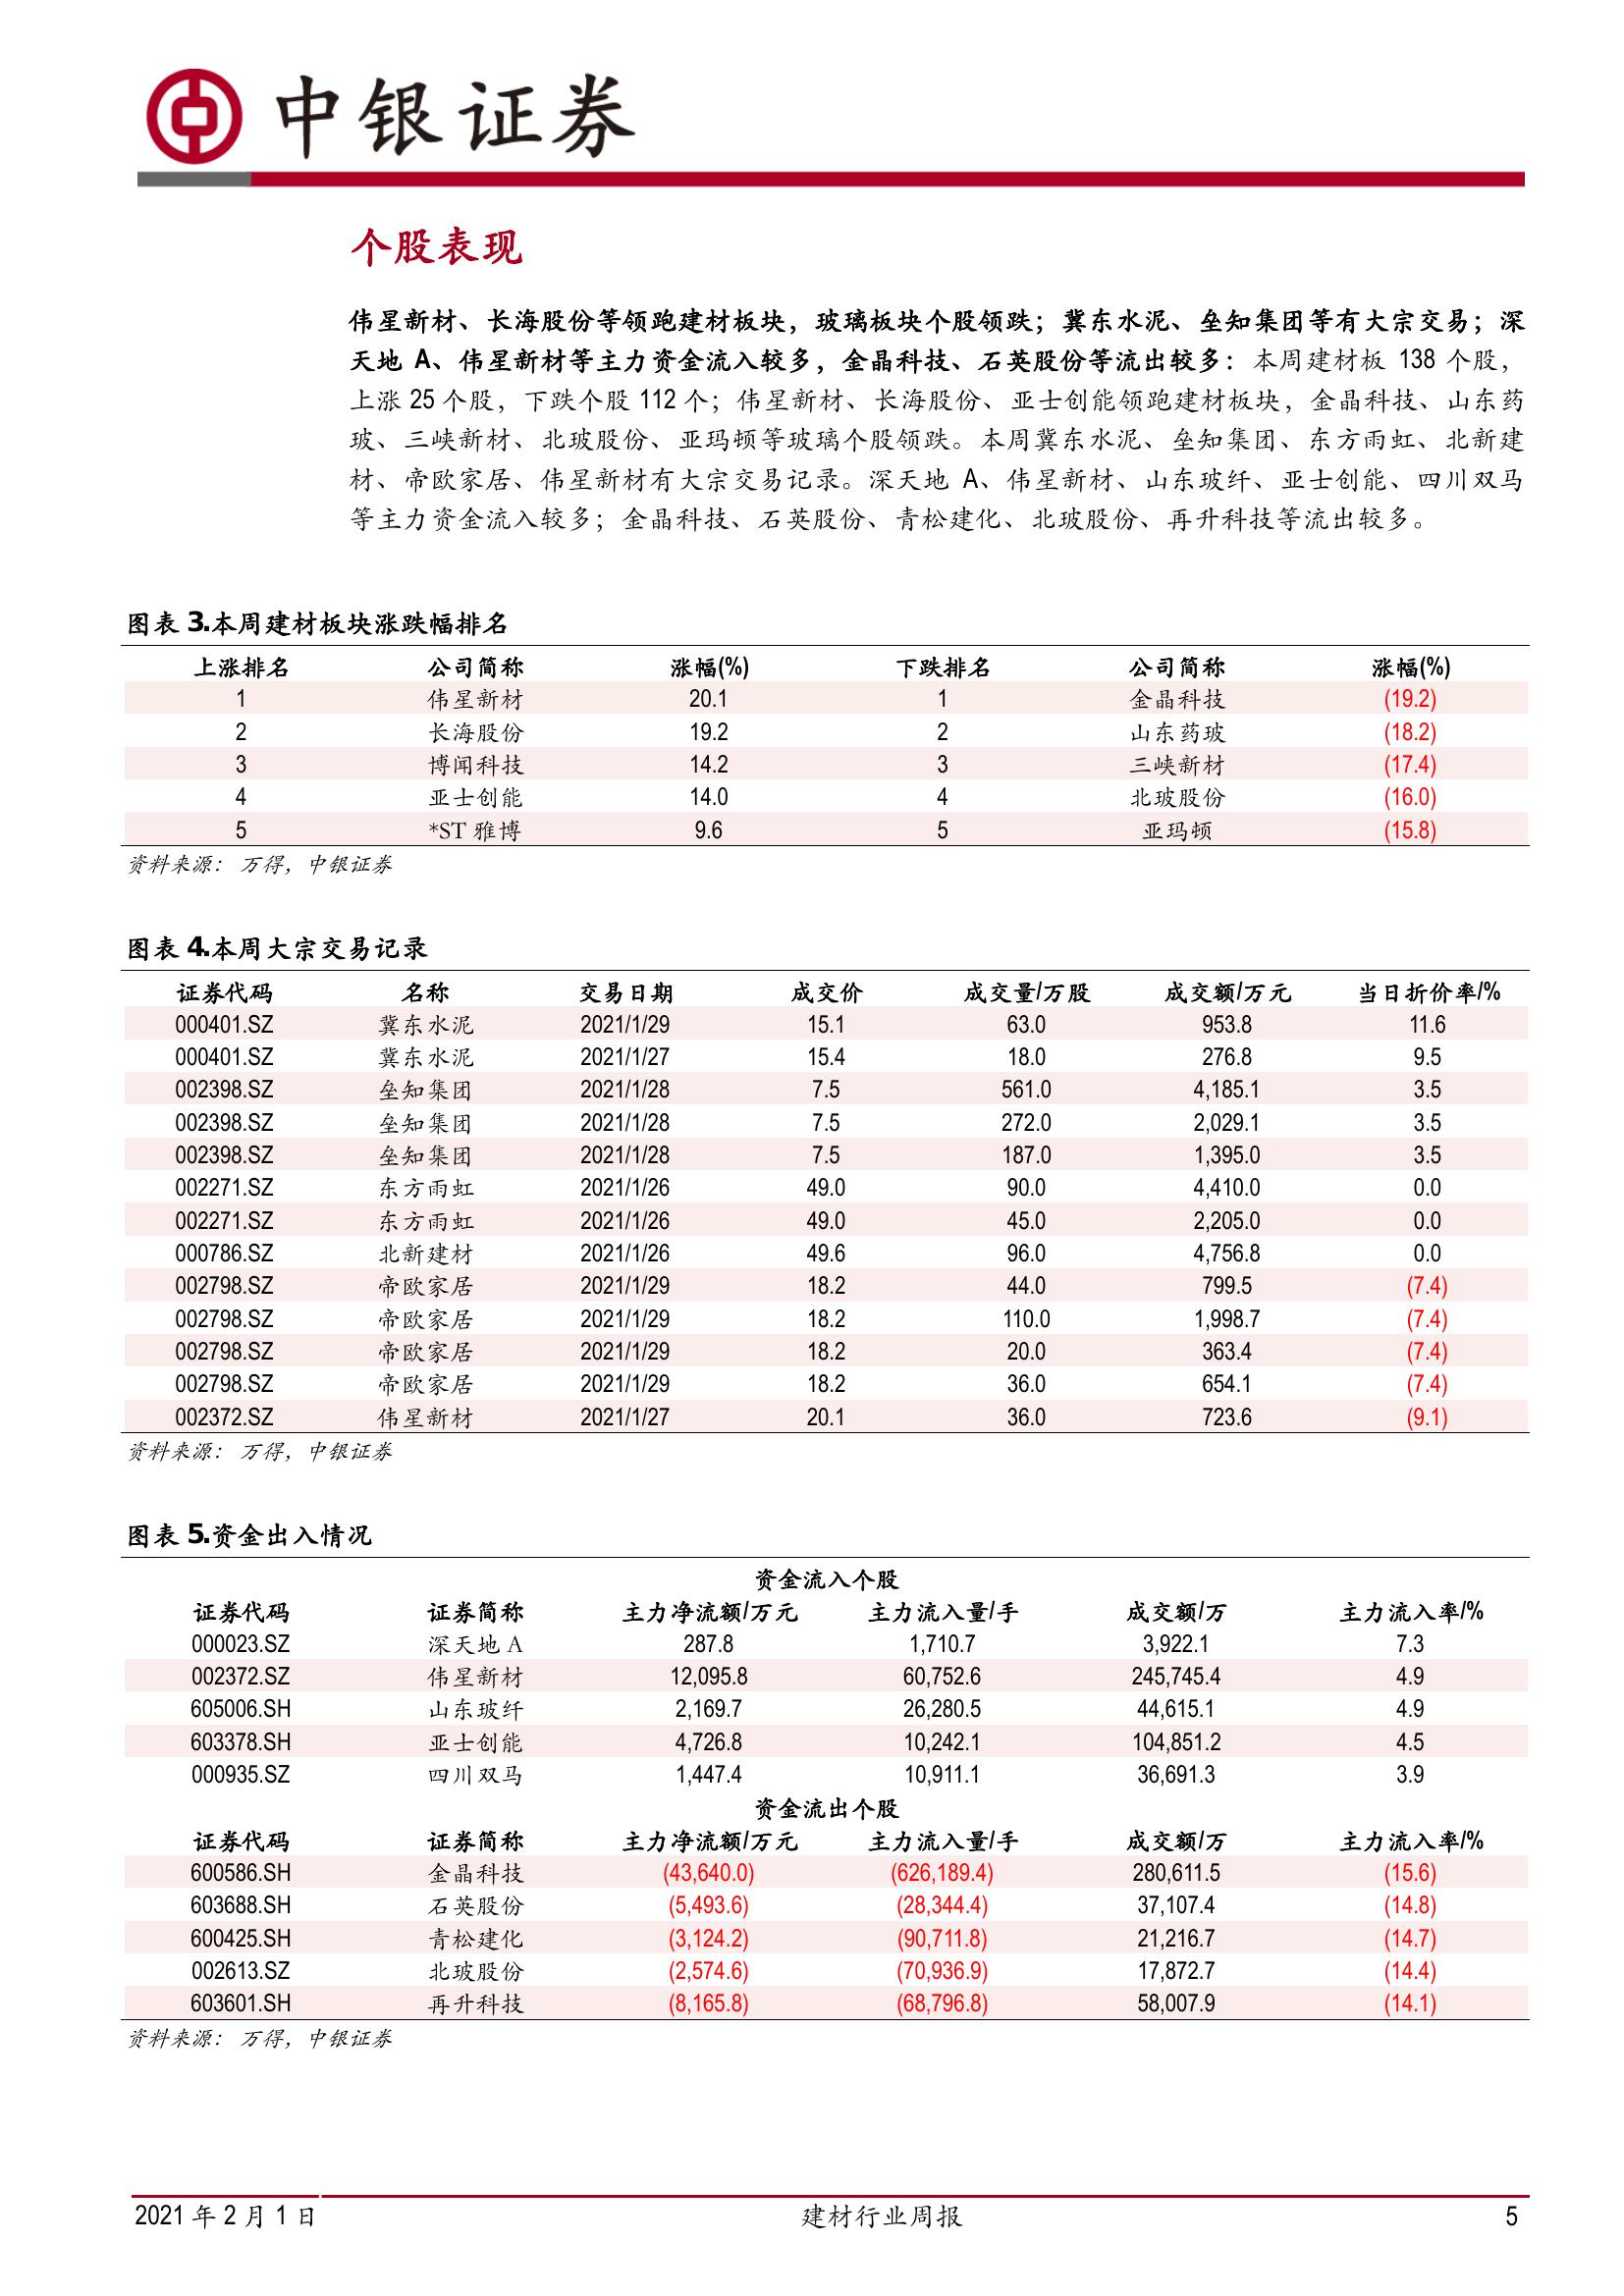 中银证券
个股表现
伟星新材、长海股份等领跑建材板块，玻璃板块个股领跌；冀东水泥、垒知集团等有大宗交易；深
天地 A、伟星新材等主力资金流入较多，金晶科技、石英股份等流出较多：本周建材板 138 个股，
上涨 25 个股，下跌个股 112 个；伟星新材、长海股份、亚士创能领跑建材板块，金晶科技、山东药
玻、三峡新材、北玻股份、亚玛顿等玻璃个股领跌。本周冀东水泥、垒知集团、东方雨虹、北新建
材、帝欧家居、伟星新材有大宗交易记录。深天地 A、伟星新材、山东玻纤、亚士创能、四川双马
等主力资金流入较多；金晶科技、石英股份、青松建化、北玻股份、再升科技等流出较多。
图表 3.本周建材板块涨跌幅排名
上涨排名 公司简称 涨幅(%) 下跌排名 公司简称 涨幅(%)
1 伟星新材 20.1 1 金晶科技 (19.2)
2 长海股份 19.2 2 山东药玻 (18.2)
3 博闻科技 14.2 3 三峡新材 (17.4)
4 亚士创能 14.0 4 北玻股份 (16.0)
5 *ST 雅博 9.6 5 亚玛顿 (15.8)
资料来源：万得，中银证券
图表 4.本周大宗交易记录
证券代码 名称 交易日期 成交价 成交量/万股 成交额/万元 当日折价率/%
000401.SZ 冀东水泥 2021/1/29 15.1 63.0 953.8 11.6
000401.SZ 冀东水泥 2021/1/27 15.4 18.0 276.8 9.5
002398.SZ 垒知集团 2021/1/28 7.5 561.0 4,185.1 3.5
002398.SZ 垒知集团 2021/1/28 7.5 272.0 2,029.1 3.5
002398.SZ 垒知集团 2021/1/28 7.5 187.0 1,395.0 3.5
002271.SZ 东方雨虹 2021/1/26 49.0 90.0 4,410.0 0.0
002271.SZ 东方雨虹 2021/1/26 49.0 45.0 2,205.0 0.0
000786.SZ 北新建材 2021/1/26 49.6 96.0 4,756.8 0.0
002798.SZ 帝欧家居 2021/1/29 18.2 44.0 799.5 (7.4)
002798.SZ 帝欧家居 2021/1/29 18.2 110.0 1,998.7 (7.4)
002798.SZ 帝欧家居 2021/1/29 18.2 20.0 363.4 (7.4)
002798.SZ 帝欧家居 2021/1/29 18.2 36.0 654.1 (7.4)
002372.SZ 伟星新材 2021/1/27 20.1 36.0 723.6 (9.1)
资料来源：万得，中银证券
图表 5.资金出入情况
资金流入个股
证券代码 证券简称 主力净流额/万元 主力流入量/手 成交额/万 主力流入率/%
000023.SZ 深天地 A 287.8 1,710.7 3,922.1 7.3
002372.SZ 伟星新材 12,095.8 60,752.6 245,745.4 4.9
605006.SH 山东玻纤 2,169.7 26,280.5 44,615.1 4.9
603378.SH 亚士创能 4,726.8 10,242.1 104,851.2 4.5
000935.SZ 四川双马 1,447.4 10,911.1 36,691.3 3.9
资金流出个股
证券代码 证券简称 主力净流额/万元 主力流入量/手 成交额/万 主力流入率/%
600586.SH 金晶科技 (43,640.0) (626,189.4) 280,611.5 (15.6)
603688.SH 石英股份 (5,493.6) (28,344.4) 37,107.4 (14.8)
600425.SH 青松建化 (3,124.2) (90,711.8) 21,216.7 (14.7)
002613.SZ 北玻股份 (2,574.6) (70,936.9) 17,872.7 (14.4)
603601.SH 再升科技 (8,165.8) (68,796.8) 58,007.9 (14.1)
资料来源：万得，中银证券
2021 年 2 月 1 日 建材行业周报 5